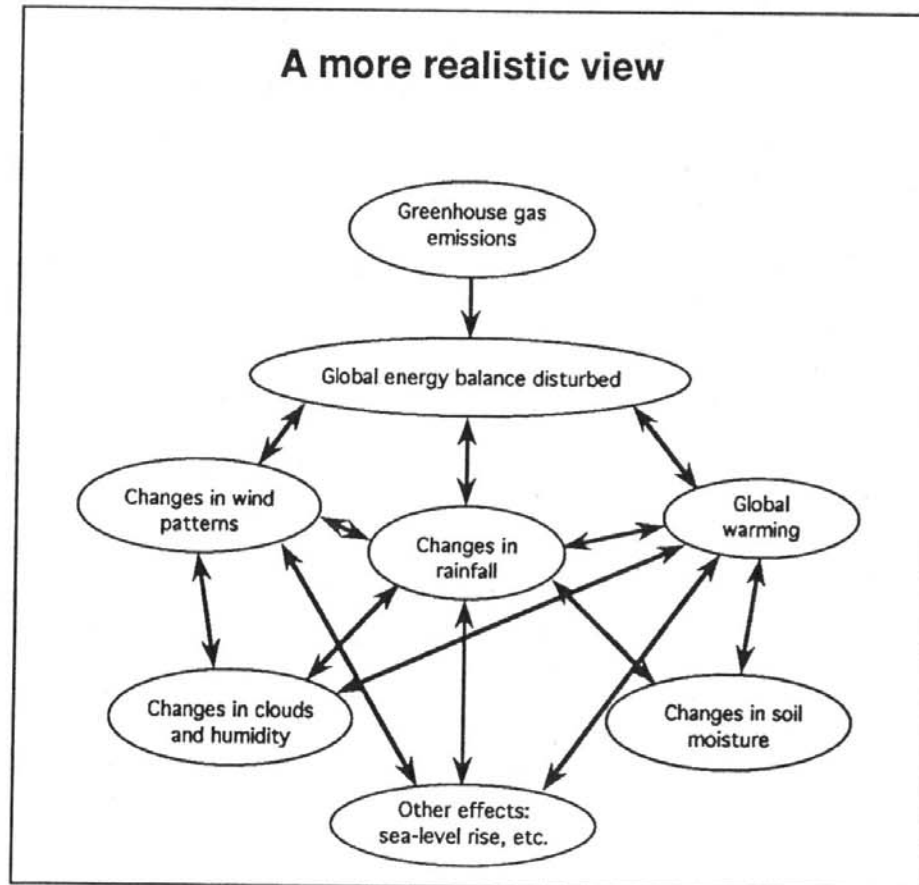 A more realistic view
Greenhouse gas
emissions
Global energy balance disturbed
Changes in wind
patterns
Global
warming
Changes in
rainfall
Changes in clouds
and humidity
Changes in soil
moisture
Other effects:
sea-level rise, etc.